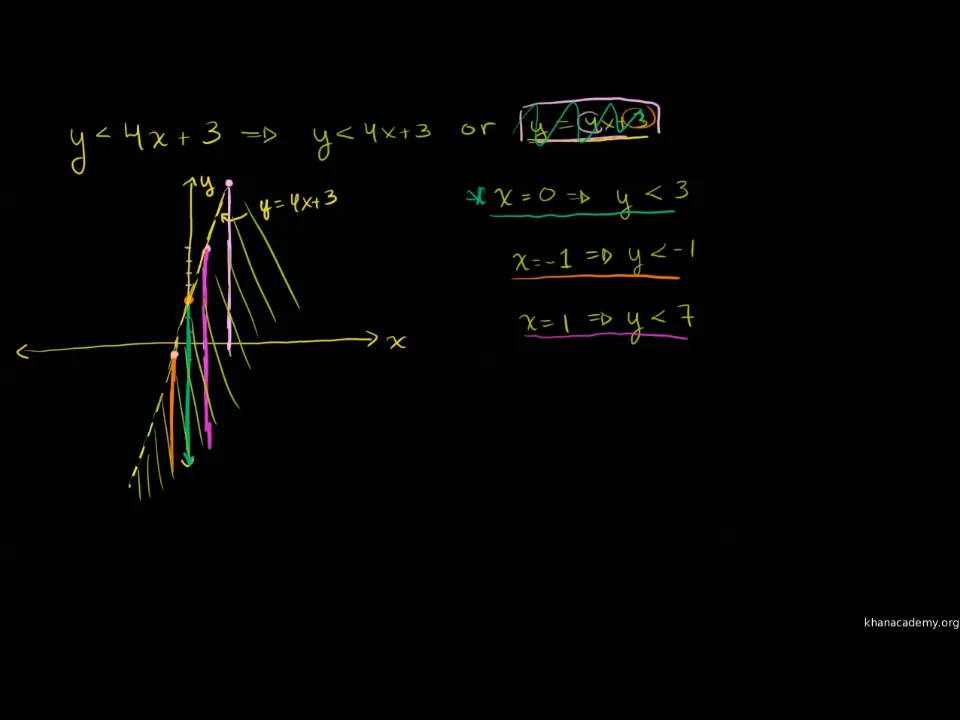 y < 4x + 3 ⇒ y < 4x+3 or y = 4x+3
y
y = 4x+3
x
x = 0 ⇒ y < 3
x = -1 ⇒ y < -1
x = 1 ⇒ y < 7
khanacademy.org